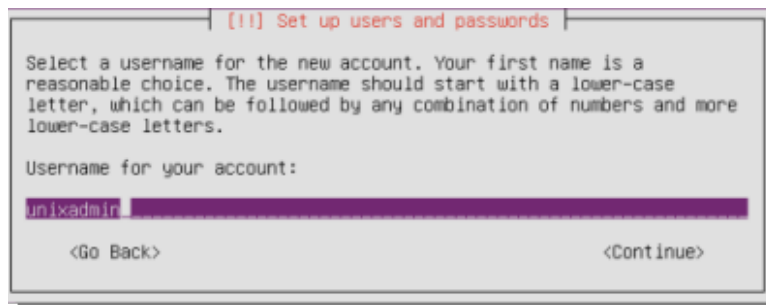 [!!] Set up users and passwords
Select a username for the new account. Your first name is a
reasonable choice. The username should start with a lower-case
letter, which can be followed by any combination of numbers and more
lower-case letters.
Username for your account:
unixadmin
<Go Back> <Continue>